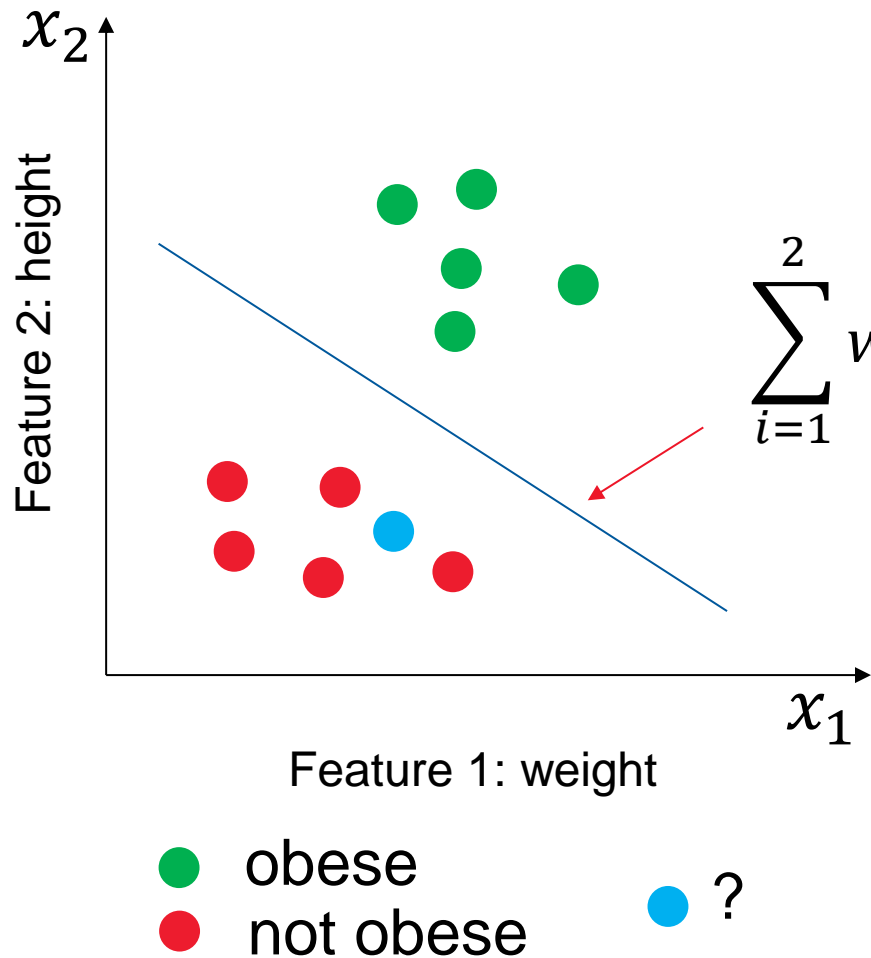 x₂
Feature 2: height
2
∑
i=1
x₁
Feature 1: weight
obese
not obese
?